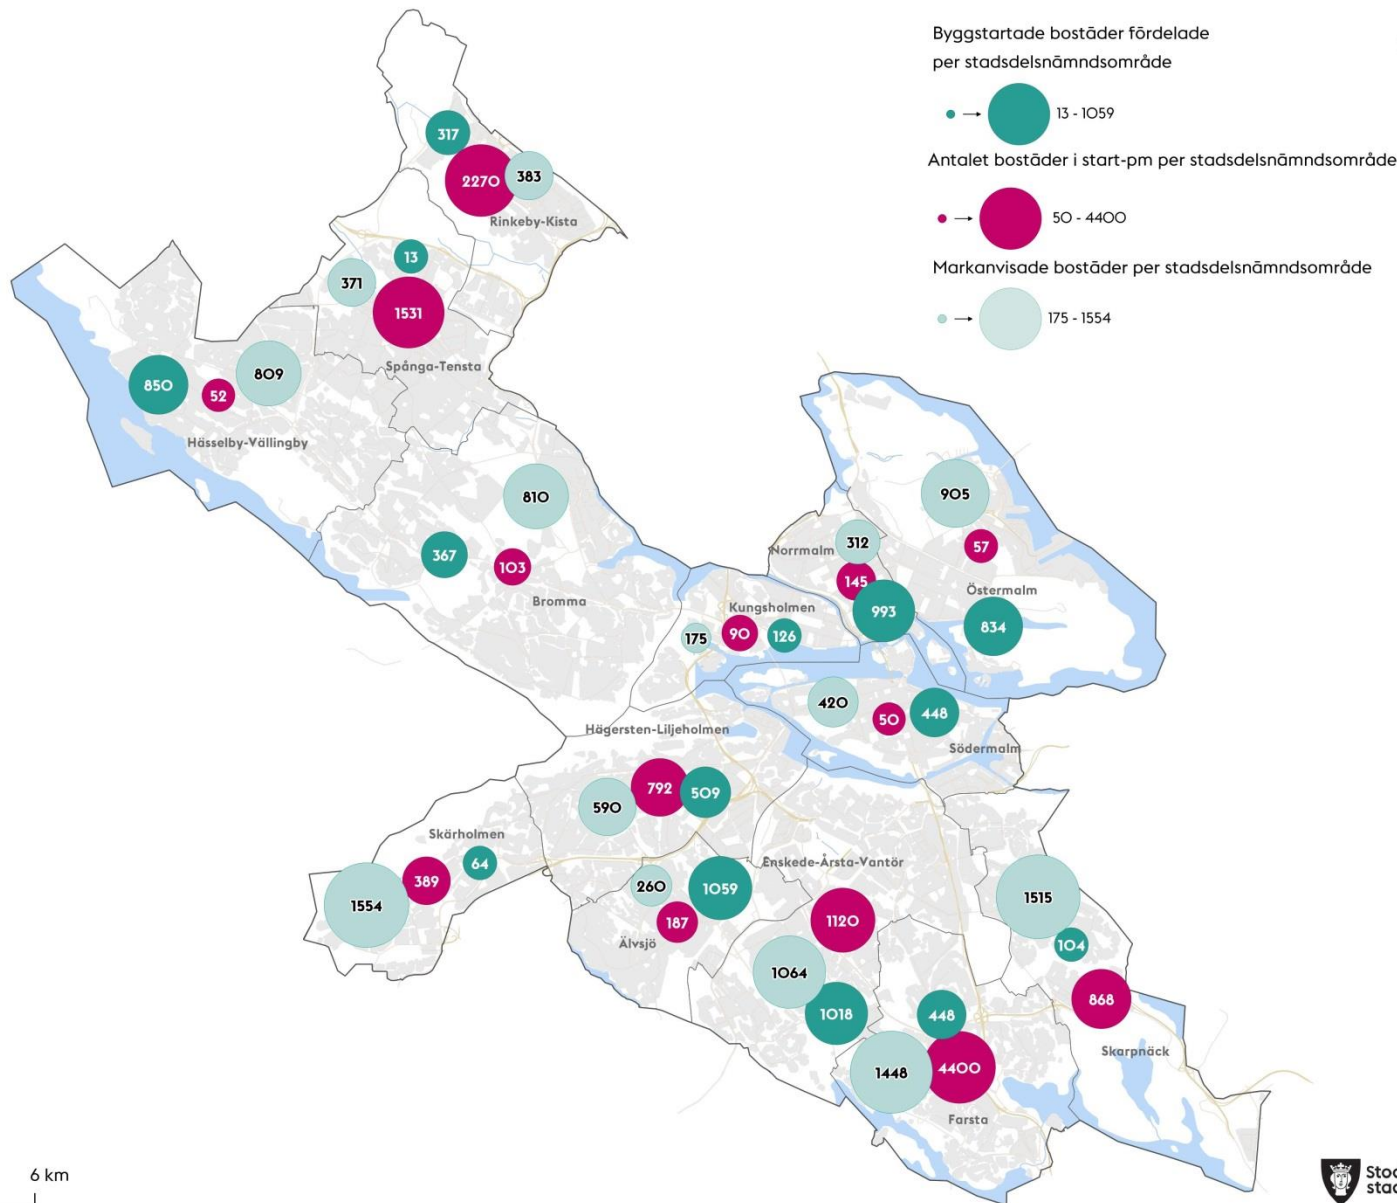 Byggstartade bostäder fördelade
per stadsdelsnämndsområde
13 - 1059
Antalet bostäder i start-pm per stadsdelsnämndsområde
50 - 4400
Markanvisade bostäder per stadsdelsnämndsområde
175 - 1554
317
2270
383
Rinkeby-Kista
13
371
1531
Spånga-Tensta
850
52
809
Hässelby-Vällingby
810
367
103
Bromma
905
57
Östermalm
834
312
Norrmalm
145
993
Kungsholmen
175
90
126
420
50
448
Södermalm
Hägersten-Liljeholmen
792
509
590
Skärholmen
64
389
1554
260
1059
187
Älvsjö
Enskede-Årsta-Vantör
1120
1064
1018
448
1448
4400
Farsta
1515
104
868
Skarpnäck
6 km